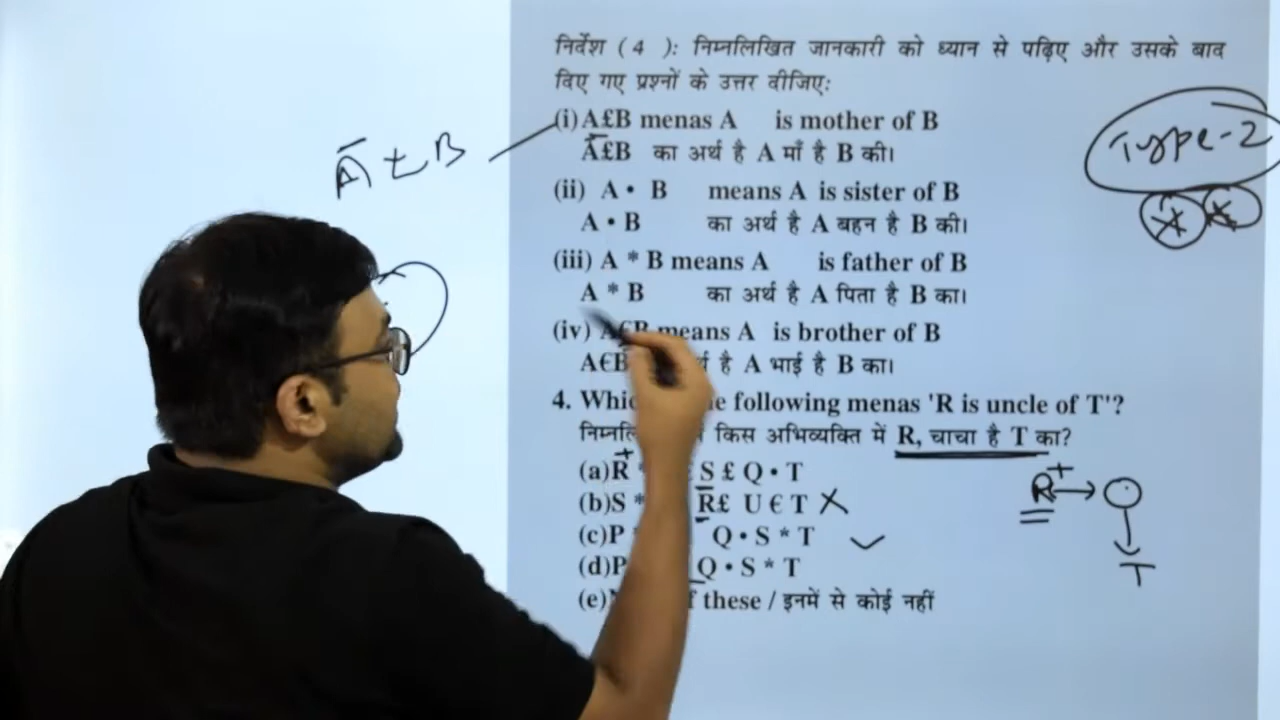 निर्देश ( 4 ): निम्नलिखित जानकारी को ध्यान से पढ़िए और उसके बाद
दिए गए प्रश्नों के उत्तर दीजिए:
(i) A£B menas A is mother of B
A£B का अर्थ है A माँ है B की।
(ii) A • B means A is sister of B
A • B का अर्थ है A बहन है B की।
(iii) A * B means A is father of B
A * B का अर्थ है A पिता है B का।
(iv) A€B means A is brother of B
A€B है A भाई है B का।
4. following menas 'R is uncle of T'?
किस अभिव्यक्ति में R, चाचा है T का?
(a) R S £ Q • T
(b) S * R£ U € T X
(c) P Q • S * T
(d) P Q • S * T
(e) these / इनमें से कोई नहीं
A £ B
Type-2
R +
T